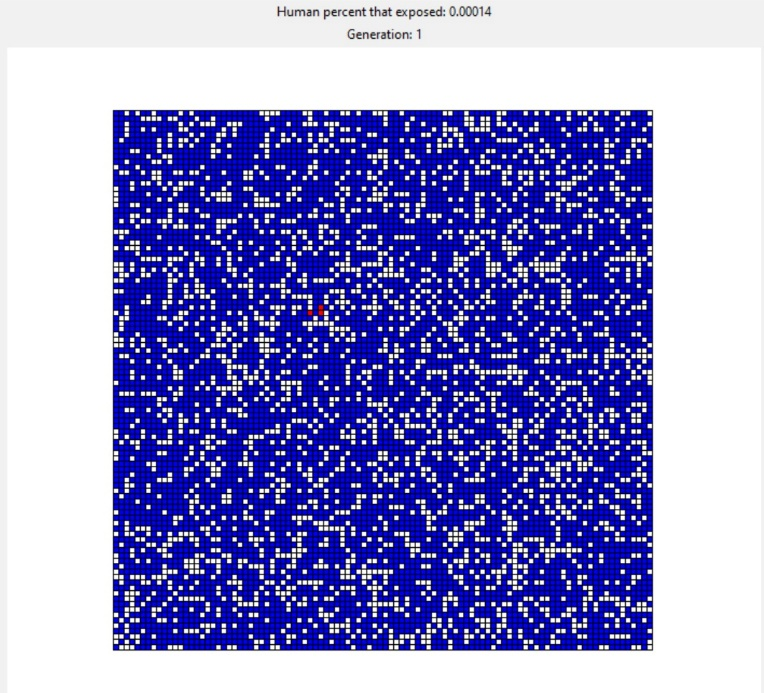 Human percent that exposed: 0.00014
Generation: 1